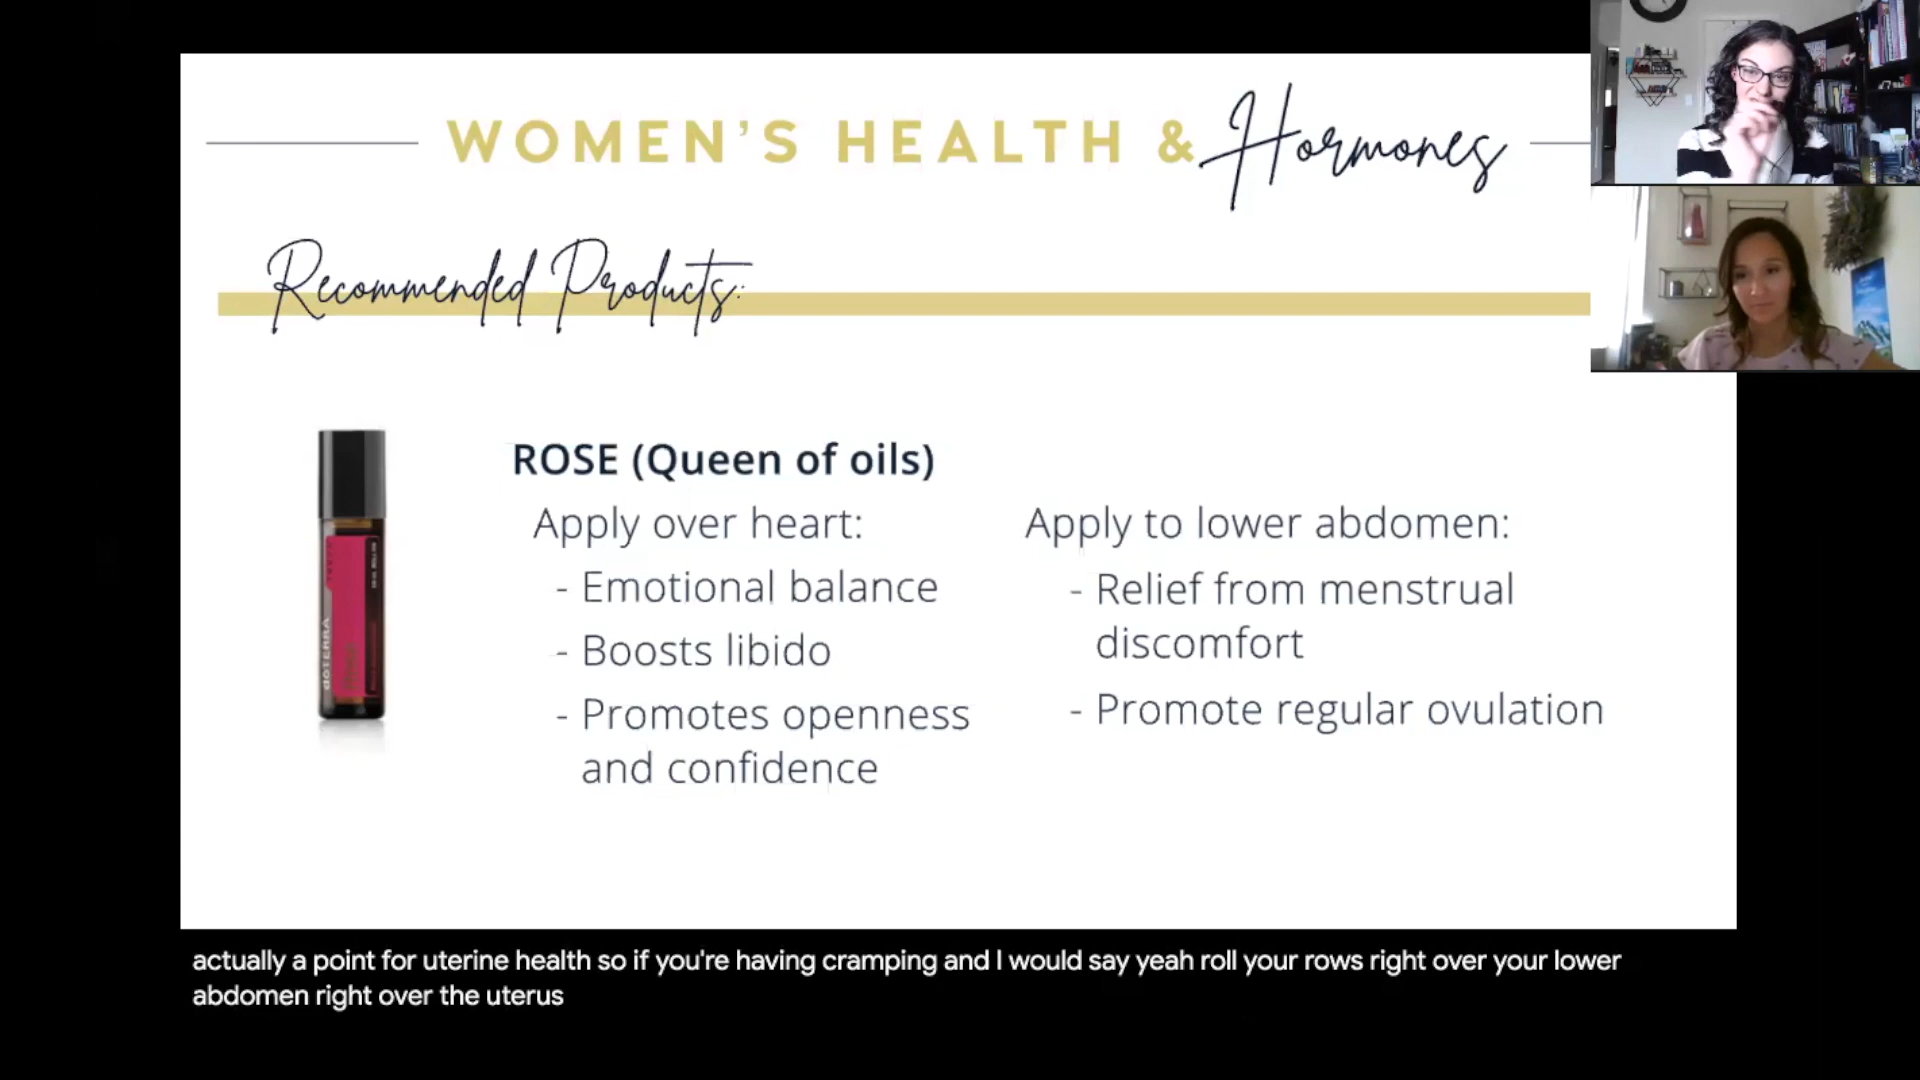 WOMEN'S HEALTH & Hormones
Recommended Products:
ROSE (Queen of oils)
Apply over heart:
- Emotional balance
- Boosts libido
- Promotes openness
and confidence
Apply to lower abdomen:
- Relief from menstrual
discomfort
- Promote regular ovulation
dōTERRA
actually a point for uterine health so if you're having cramping and I would say yeah roll your rows right over your lower
abdomen right over the uterus